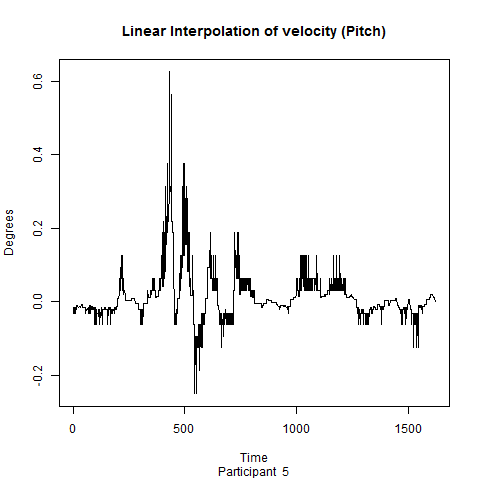 Linear Interpolation of velocity (Pitch)
0.6
0.4
0.2
0.0
-0.2
Degrees
0 500 1000 1500
Time
Participant 5